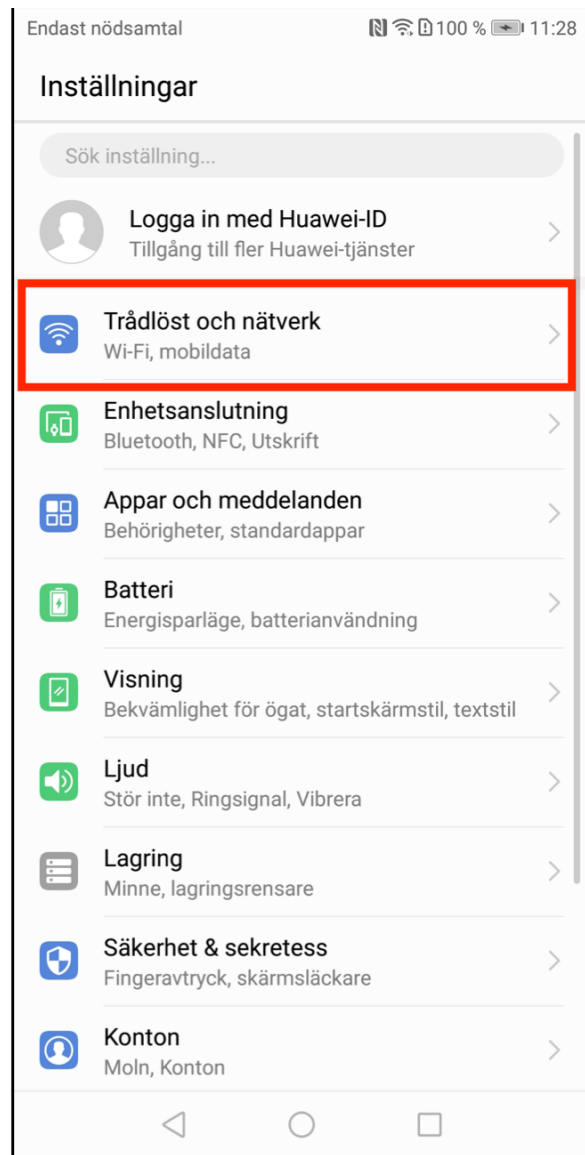 Endast nödsamtal 100 % 11:28
Inställningar
Sök inställning...
Logga in med Huawei-ID
Tillgång till fler Huawei-tjänster
Trådlöst och nätverk
Wi-Fi, mobildata
Enhetsanslutning
Bluetooth, NFC, Utskrift
Appar och meddelanden
Behörigheter, standardappar
Batteri
Energisparläge, batterianvändning
Visning
Bekvämlighet för ögat, startskärmstil, textstil
Ljud
Stör inte, Ringsignal, Vibrera
Lagring
Minne, lagringsrensare
Säkerhet & sekretess
Fingeravtryck, skärmsläckare
Konton
Moln, Konton